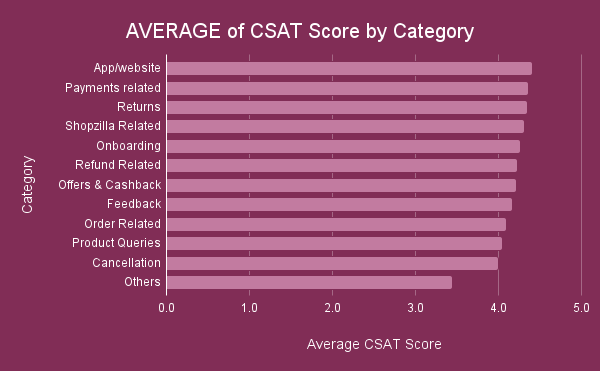 AVERAGE of CSAT Score by Category
Category
App/website
Payments related
Returns
Shopzilla Related
Onboarding
Refund Related
Offers & Cashback
Feedback
Order Related
Product Queries
Cancellation
Others
0.0 1.0 2.0 3.0 4.0 5.0
Average CSAT Score